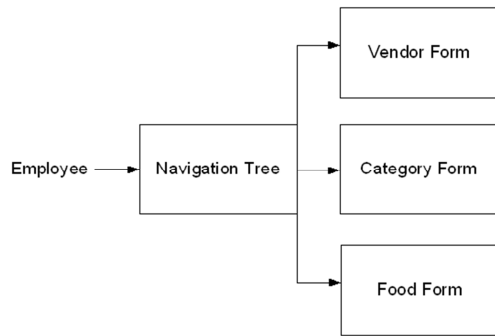 Vendor Form
Employee
Navigation Tree
Category Form
Food Form